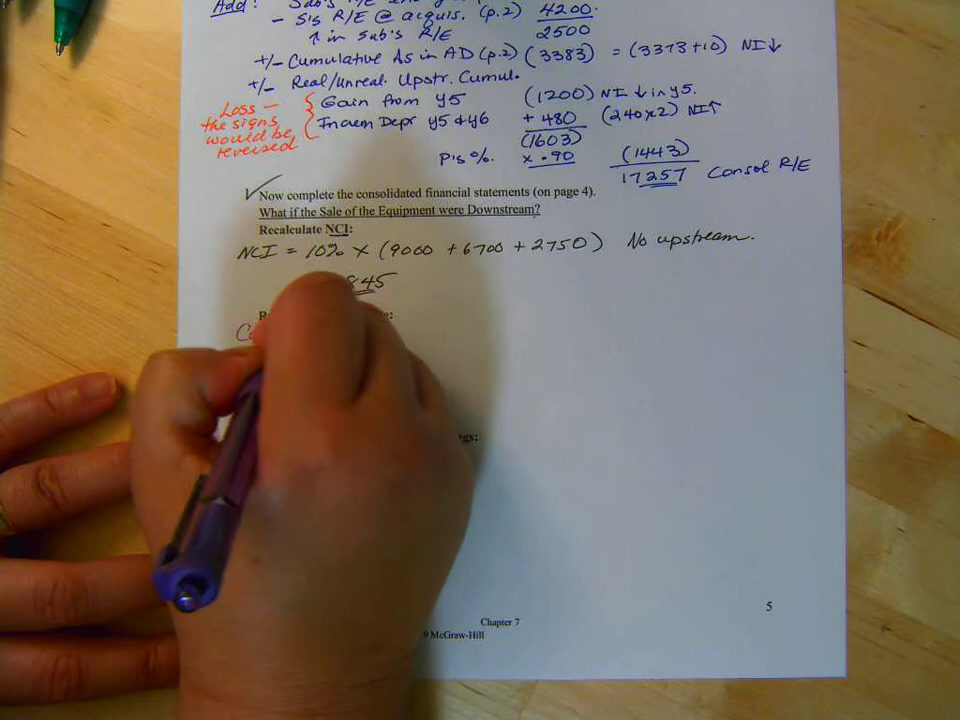 Add:
- S's R/E @ acquis. (p.2) 4200
↑ in Sub's R/E 2500
+/- Cumulative As in AD (p.2) (3383) = (3373+10) NI↓
+/- Real/Unreal. Upstr. Cumul.
Loss — the signs would be reversed
Gain from y5 (1200) NI ↓ in y5.
Increm Depr y5 & y6 + 480 (240x2) NI↑
(1603)
P's %. x .90 (1443)
17257 Consol R/E
Now complete the consolidated financial statements (on page 4).
What if the Sale of the Equipment were Downstream?
Recalculate NCI:
NCI = 10% x (9000 + 6700 + 2750) No upstream.
845
5
Chapter 7
McGraw-Hill